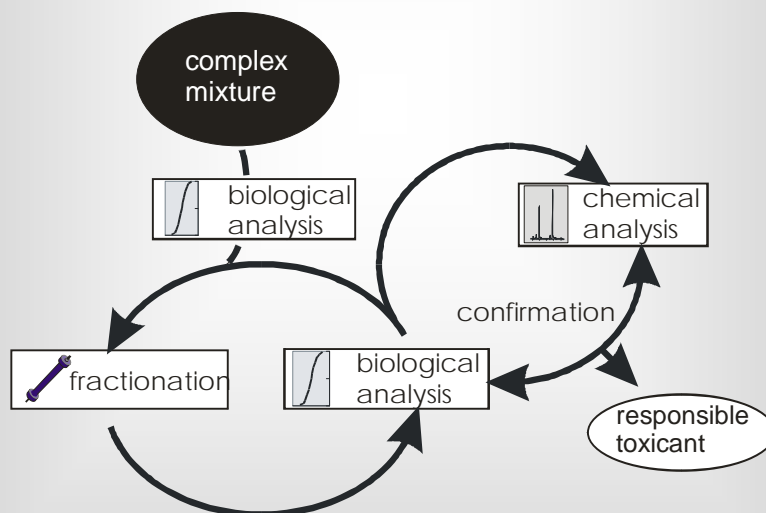 complex
mixture
biological
analysis
chemical
analysis
confirmation
fractionation
biological
analysis
responsible
toxicant